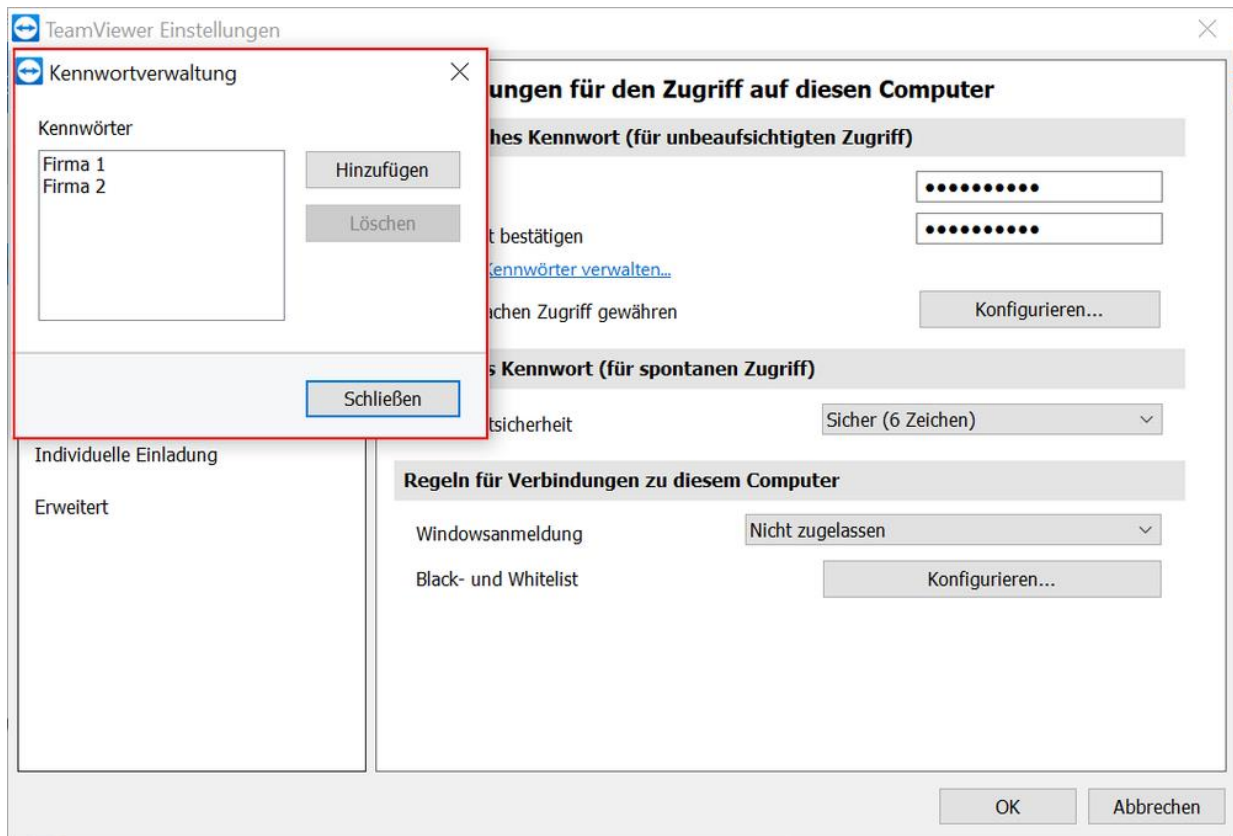 TeamViewer Einstellungen
Kennwortverwaltung
Kennwörter
Firma 1
Firma 2
Hinzufügen
Löschen
Schließen
Individuelle Einladung
Erweitert
ungen für den Zugriff auf diesen Computer
hes Kennwort (für unbeaufsichtigten Zugriff)
●●●●●●●●●●
t bestätigen ●●●●●●●●●●
Kennwörter verwalten...
achen Zugriff gewähren Konfigurieren...
s Kennwort (für spontanen Zugriff)
tsicherheit Sicher (6 Zeichen)
Regeln für Verbindungen zu diesem Computer
Windowsanmeldung Nicht zugelassen
Black- und Whitelist Konfigurieren...
OK Abbrechen